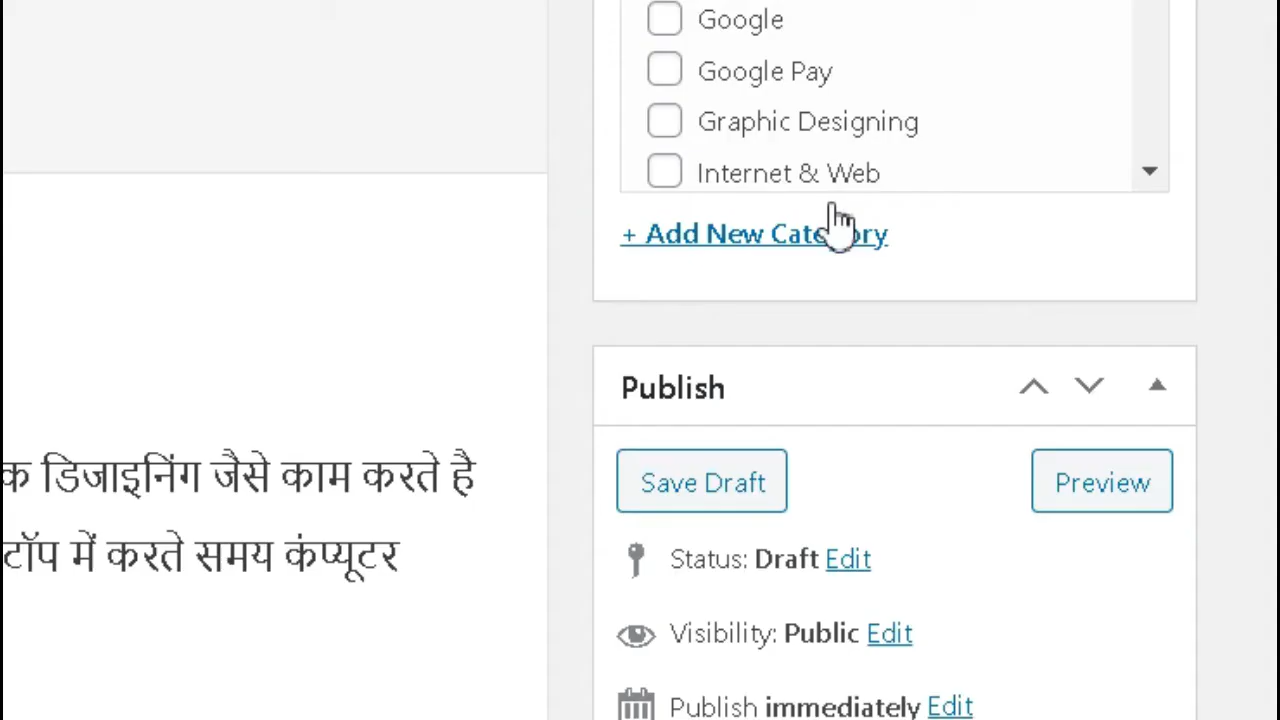 Google
Google Pay
Graphic Designing
Internet & Web
+ Add New Category
Publish
Save Draft
Preview
क डिजाइनिंग जैसे काम करते है
टॉप में करते समय कंप्यूटर
Status: Draft Edit
Visibility: Public Edit
Publish immediately Edit